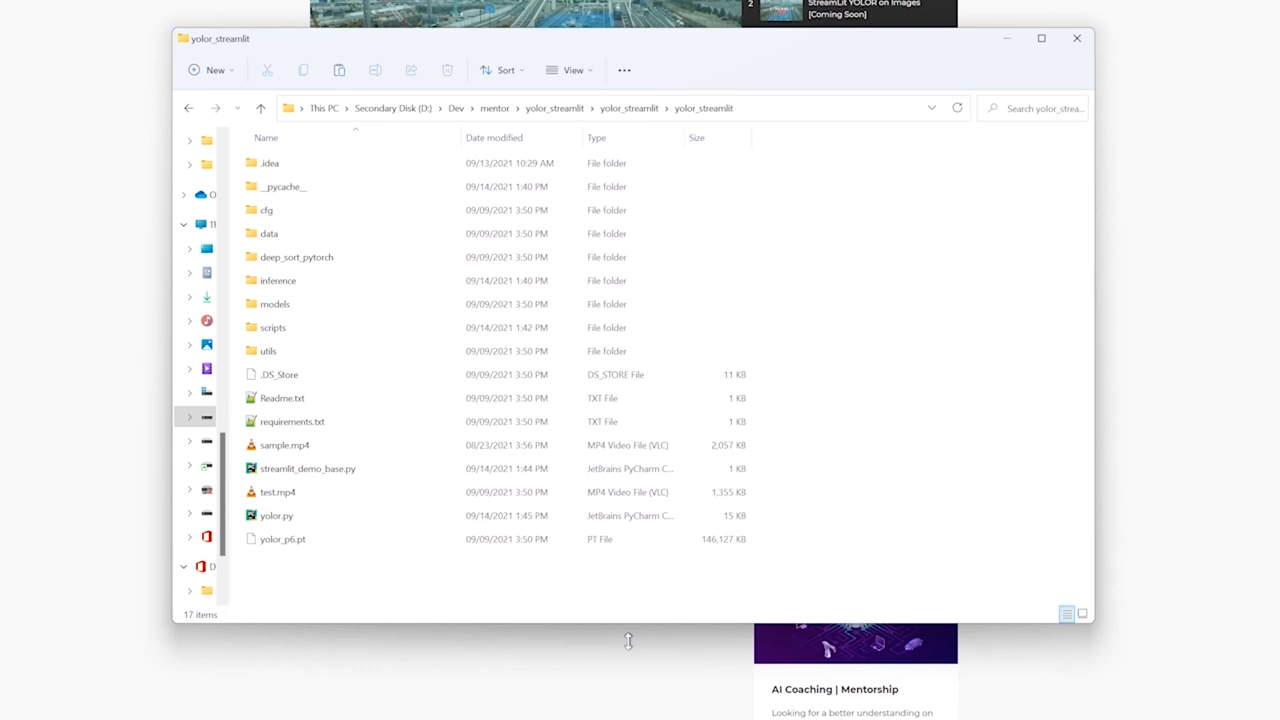 2
StreamLit YOLOR on Images
[Coming Soon]
yolor_streamlit
New
Sort
View
This PC > Secondary Disk (D:) > Dev > mentor > yolor_streamlit > yolor_streamlit > yolor_streamlit
Search yolor_strea...
Name Date modified Type Size
.idea 09/13/2021 10:29 AM File folder
__pycache__ 09/14/2021 1:40 PM File folder
cfg 09/09/2021 3:50 PM File folder
data 09/09/2021 3:50 PM File folder
deep_sort_pytorch 09/09/2021 3:50 PM File folder
inference 09/14/2021 1:40 PM File folder
models 09/09/2021 3:50 PM File folder
scripts 09/14/2021 1:42 PM File folder
utils 09/09/2021 3:50 PM File folder
.DS_Store 09/09/2021 3:50 PM DS_STORE File 11 KB
Readme.txt 09/09/2021 3:50 PM TXT File 1 KB
requirements.txt 09/09/2021 3:50 PM TXT File 1 KB
sample.mp4 08/23/2021 3:56 PM MP4 Video File (VLC) 2,057 KB
streamlit_demo_base.py 09/14/2021 1:44 PM JetBrains PyCharm C... 1 KB
test.mp4 09/09/2021 3:50 PM MP4 Video File (VLC) 1,355 KB
yolor.py 09/14/2021 1:45 PM JetBrains PyCharm C... 15 KB
yolor_p6.pt 09/09/2021 3:50 PM PT File 146,127 KB
17 items
AI Coaching | Mentorship
Looking for a better understanding on